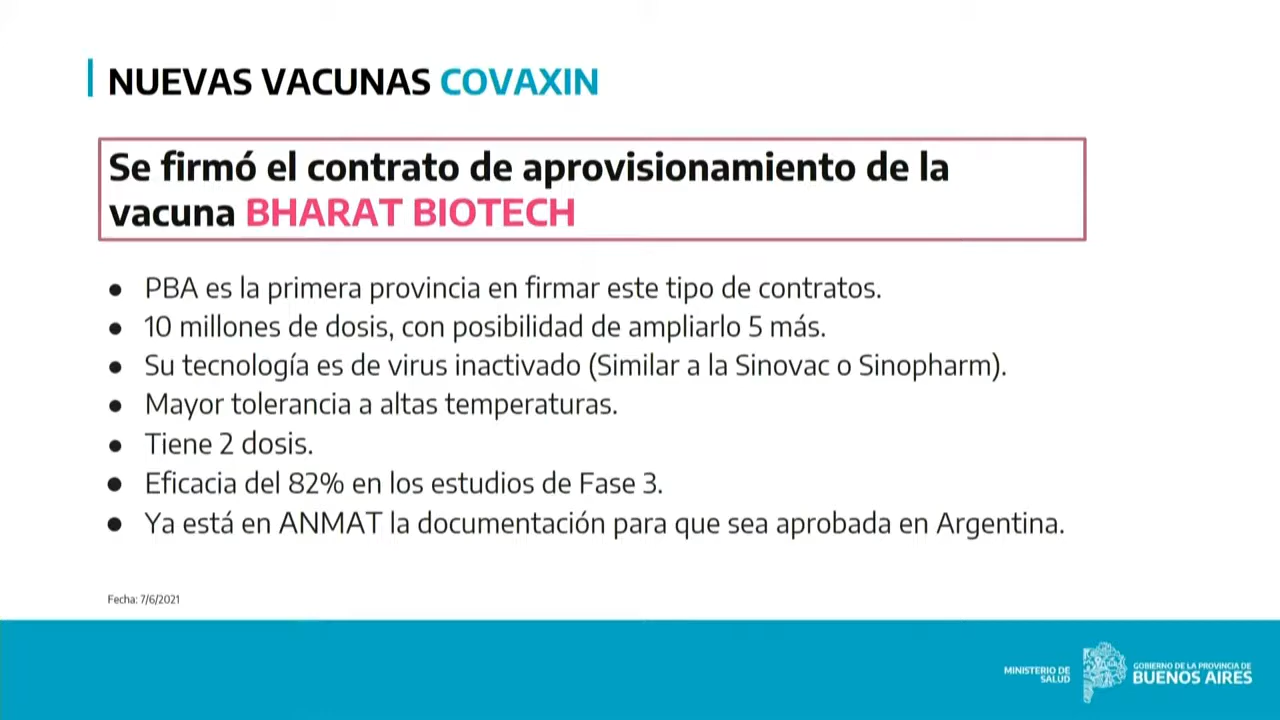 NUEVAS VACUNAS COVAXIN
Se firmó el contrato de aprovisionamiento de la
vacuna BHARAT BIOTECH
● PBA es la primera provincia en firmar este tipo de contratos.
● 10 millones de dosis, con posibilidad de ampliarlo 5 más.
● Su tecnología es de virus inactivado (Similar a la Sinovac o Sinopharm).
● Mayor tolerancia a altas temperaturas.
● Tiene 2 dosis.
● Eficacia del 82% en los estudios de Fase 3.
● Ya está en ANMAT la documentación para que sea aprobada en Argentina.
Fecha: 7/6/2021
MINISTERIO DE
SALUD
GOBIERNO DE LA PROVINCIA DE
BUENOS AIRES